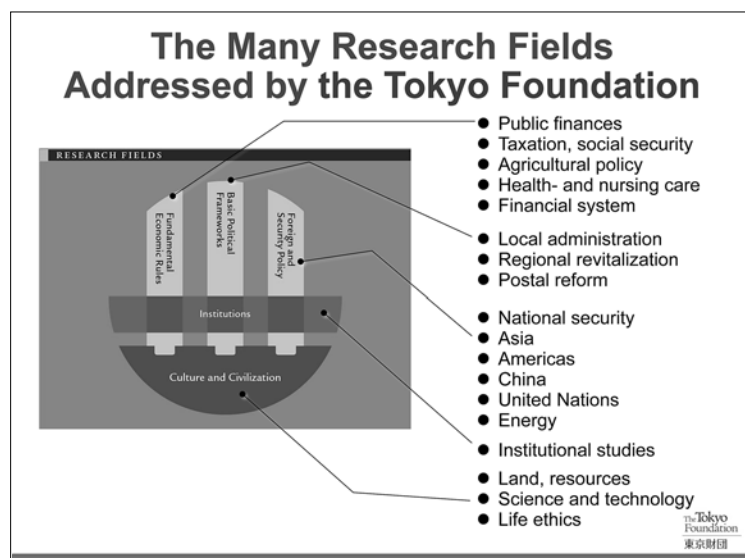 The Many Research Fields
Addressed by the Tokyo Foundation
RESEARCH FIELDS
Fundamental
Economic Rules
Basic Political
Frameworks
Foreign and
Security Policy
Institutions
Culture and Civilization
● Public finances
● Taxation, social security
● Agricultural policy
● Health- and nursing care
● Financial system
● Local administration
● Regional revitalization
● Postal reform
● National security
● Asia
● Americas
● China
● United Nations
● Energy
● Institutional studies
● Land, resources
● Science and technology
● Life ethics
The Tokyo
Foundation
東京財団